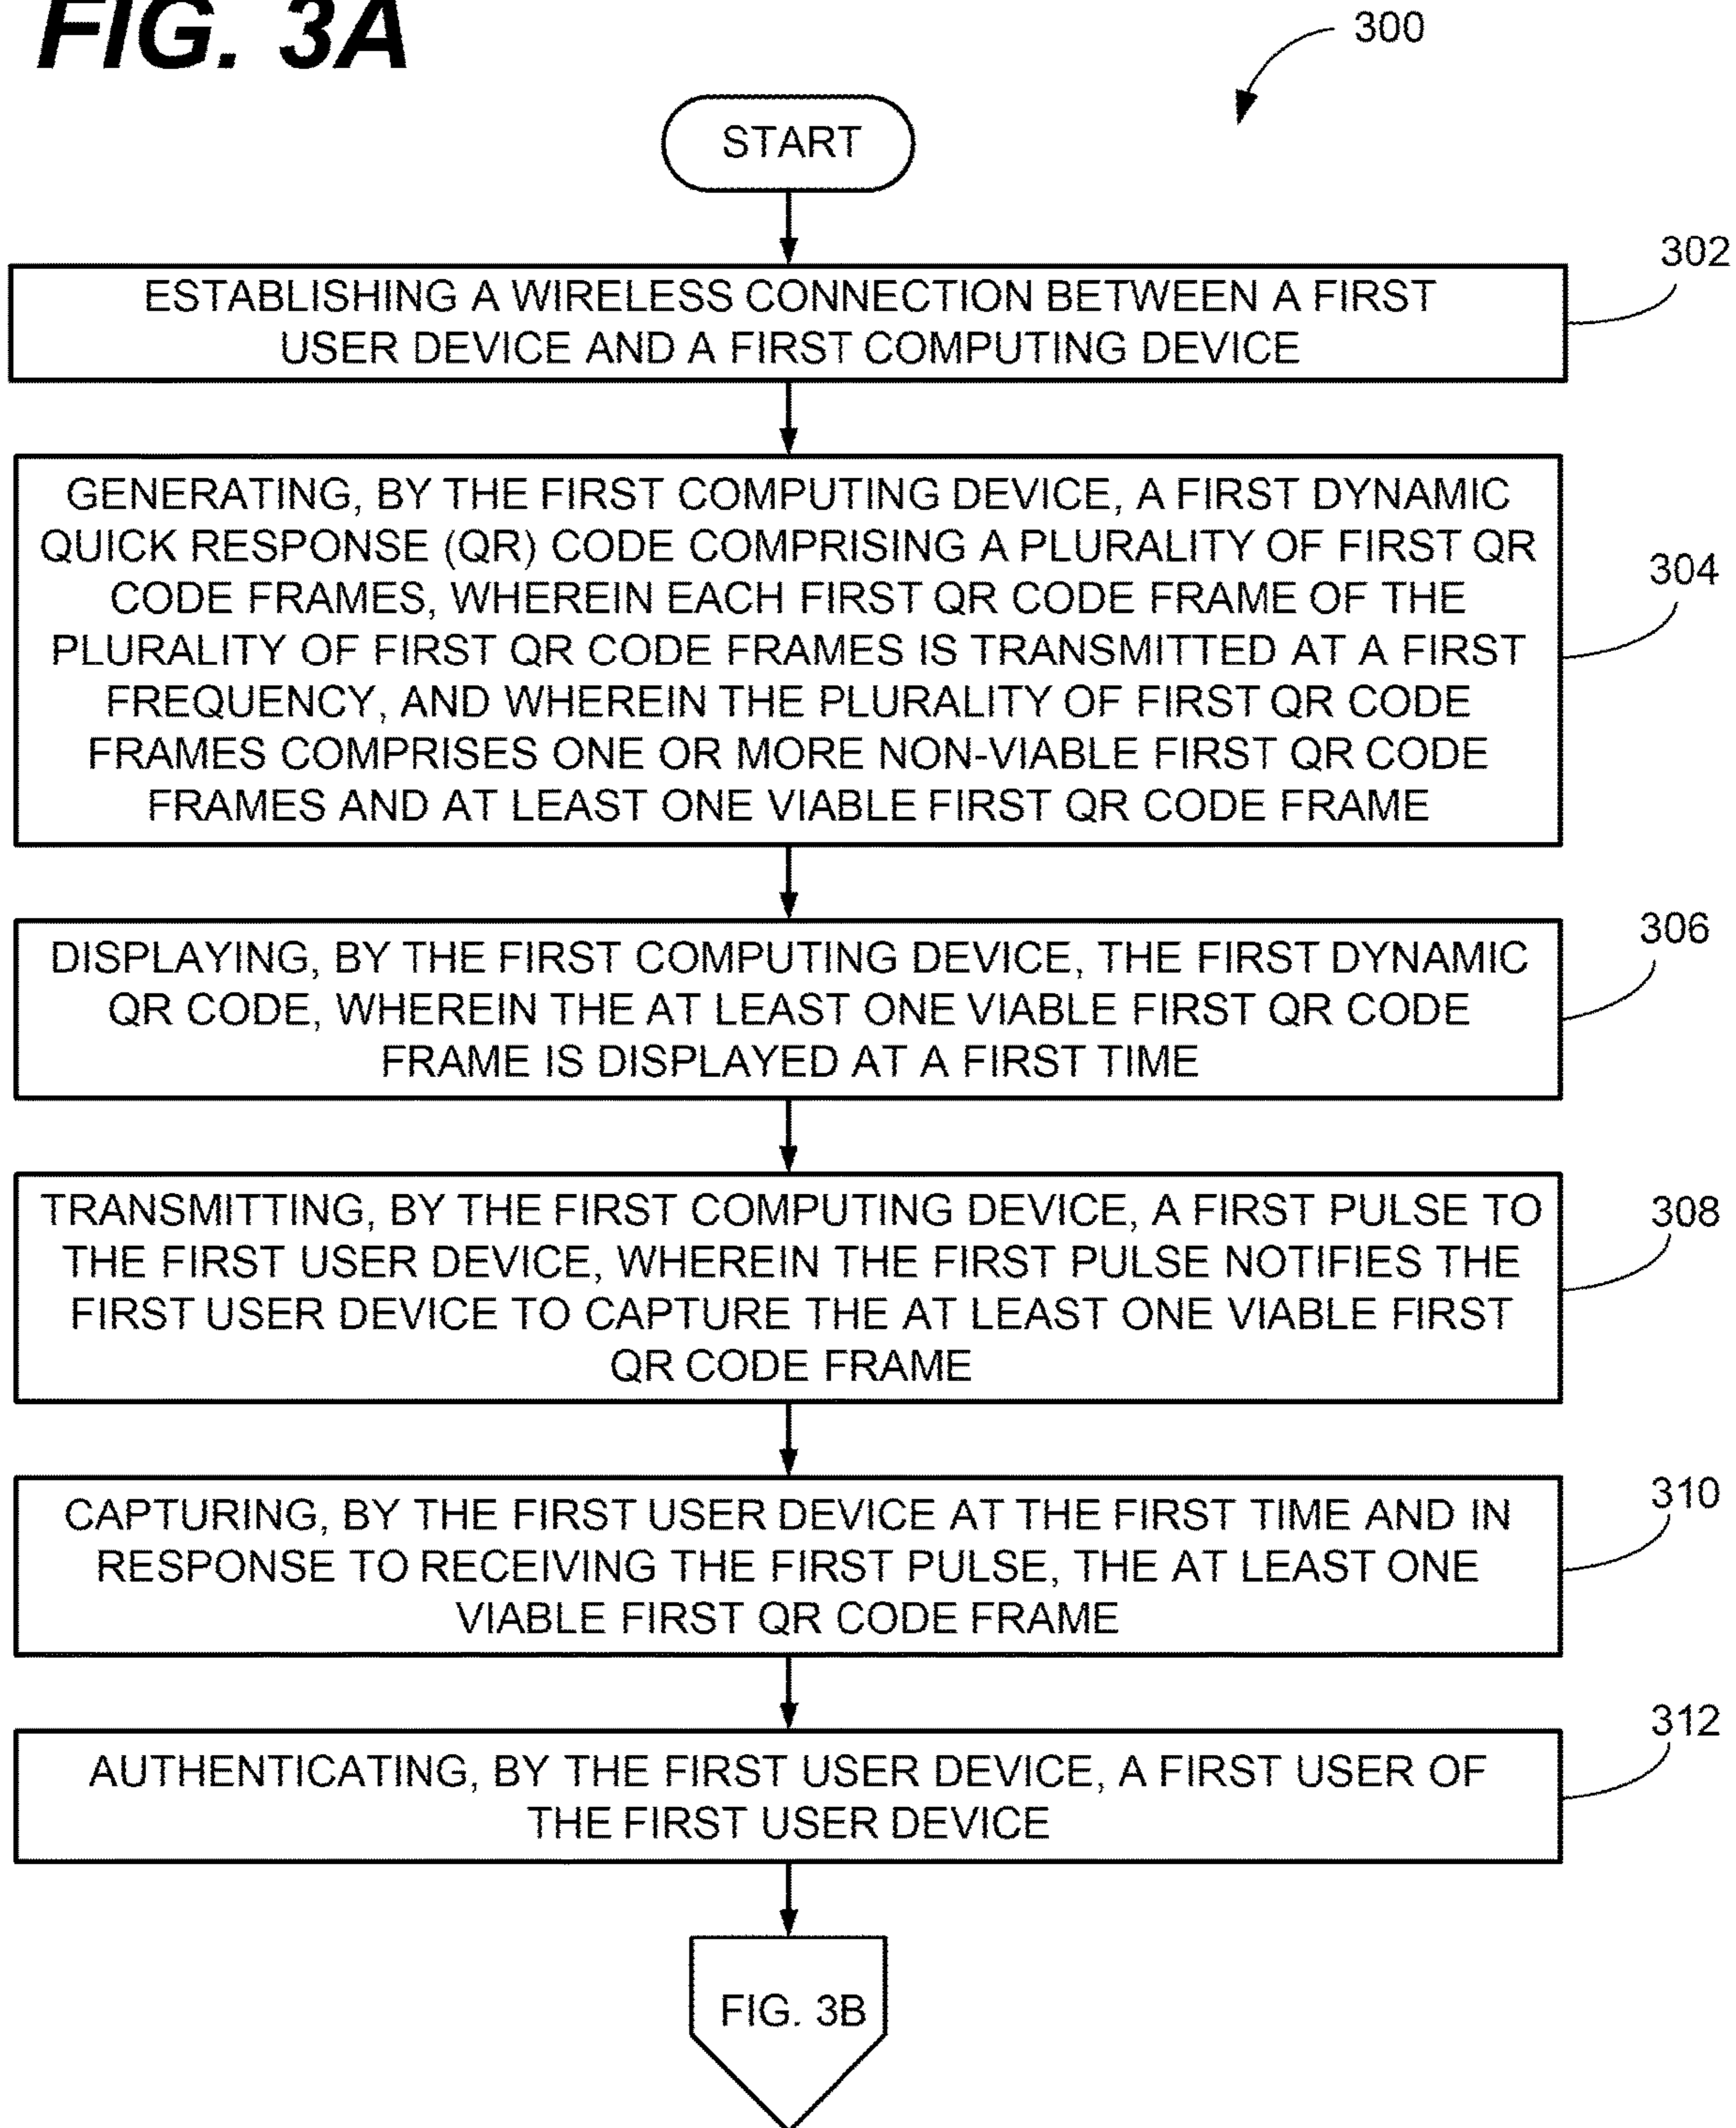 FIG. 3A
300
START
302
ESTABLISHING A WIRELESS CONNECTION BETWEEN A FIRST
USER DEVICE AND A FIRST COMPUTING DEVICE
304
GENERATING, BY THE FIRST COMPUTING DEVICE, A FIRST DYNAMIC
QUICK RESPONSE (QR) CODE COMPRISING A PLURALITY OF FIRST QR
CODE FRAMES, WHEREIN EACH FIRST QR CODE FRAME OF THE
PLURALITY OF FIRST QR CODE FRAMES IS TRANSMITTED AT A FIRST
FREQUENCY, AND WHEREIN THE PLURALITY OF FIRST QR CODE
FRAMES COMPRISES ONE OR MORE NON-VIABLE FIRST QR CODE
FRAMES AND AT LEAST ONE VIABLE FIRST QR CODE FRAME
306
DISPLAYING, BY THE FIRST COMPUTING DEVICE, THE FIRST DYNAMIC
QR CODE, WHEREIN THE AT LEAST ONE VIABLE FIRST QR CODE
FRAME IS DISPLAYED AT A FIRST TIME
308
TRANSMITTING, BY THE FIRST COMPUTING DEVICE, A FIRST PULSE TO
THE FIRST USER DEVICE, WHEREIN THE FIRST PULSE NOTIFIES THE
FIRST USER DEVICE TO CAPTURE THE AT LEAST ONE VIABLE FIRST
QR CODE FRAME
310
CAPTURING, BY THE FIRST USER DEVICE AT THE FIRST TIME AND IN
RESPONSE TO RECEIVING THE FIRST PULSE, THE AT LEAST ONE
VIABLE FIRST QR CODE FRAME
312
AUTHENTICATING, BY THE FIRST USER DEVICE, A FIRST USER OF
THE FIRST USER DEVICE
FIG. 3B